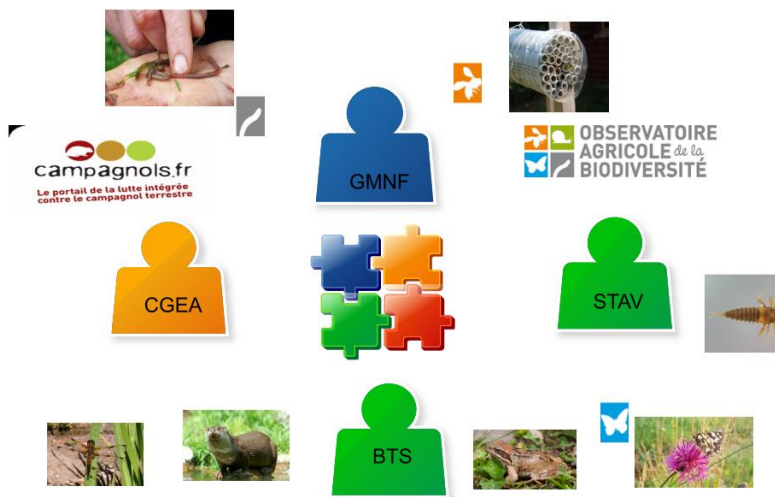 GMNF
campagnols.fr
Le portail de la lutte intégrée
contre le campagnol terrestre
OBSERVATOIRE
AGRICOLE de la
BIODIVERSITÉ
CGEA
STAV
BTS